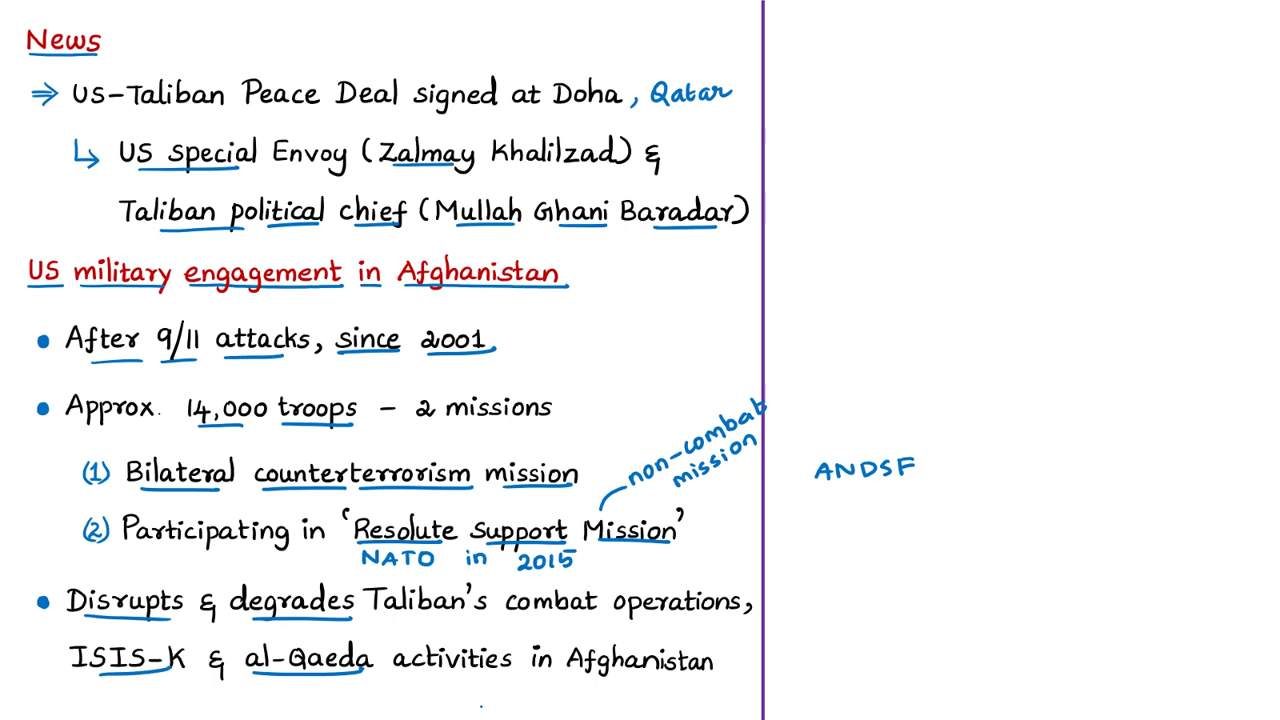 News
⇒ US-Taliban Peace Deal signed at Doha, Qatar
↳ US special Envoy (Zalmay Khalilzad) &
Taliban political chief (Mullah Ghani Baradar)
US military engagement in Afghanistan
• After 9/11 attacks, since 2001
• Approx. 14,000 troops - 2 missions
non-combat
mission
(1) Bilateral counterterrorism mission
(2) Participating in 'Resolute Support Mission'
NATO in 2015
• Disrupts & degrades Taliban's combat operations,
ISIS-K & al-Qaeda activities in Afghanistan
ANDSF